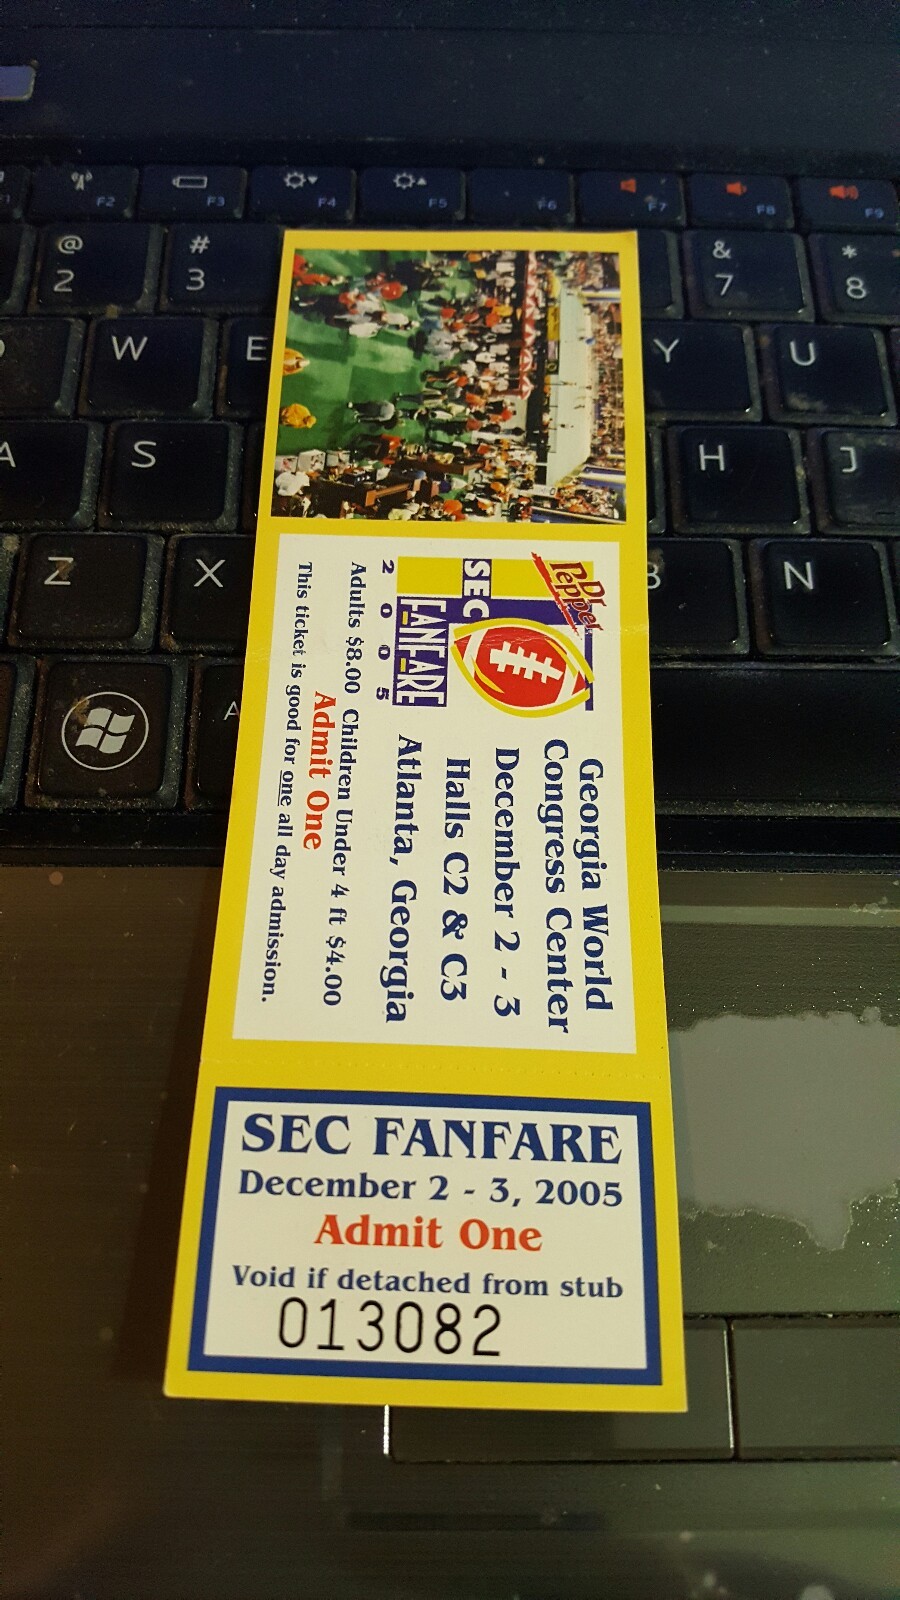 F2
F3
F4
F5
F6
F7
F8
F9
@
2
#
3
&
7
*
8
W
E
Y
U
A
S
H
J
Z
X
B
N
A
Dr
Pepper
SEC
FANFARE
2005
Georgia World
Congress Center
December 2 - 3
Halls C2 & C3
Atlanta, Georgia
Adults $8.00 Children Under 4 ft $4.00
Admit One
This ticket is good for one all day admission.
SEC FANFARE
December 2 - 3, 2005
Admit One
Void if detached from stub
013082